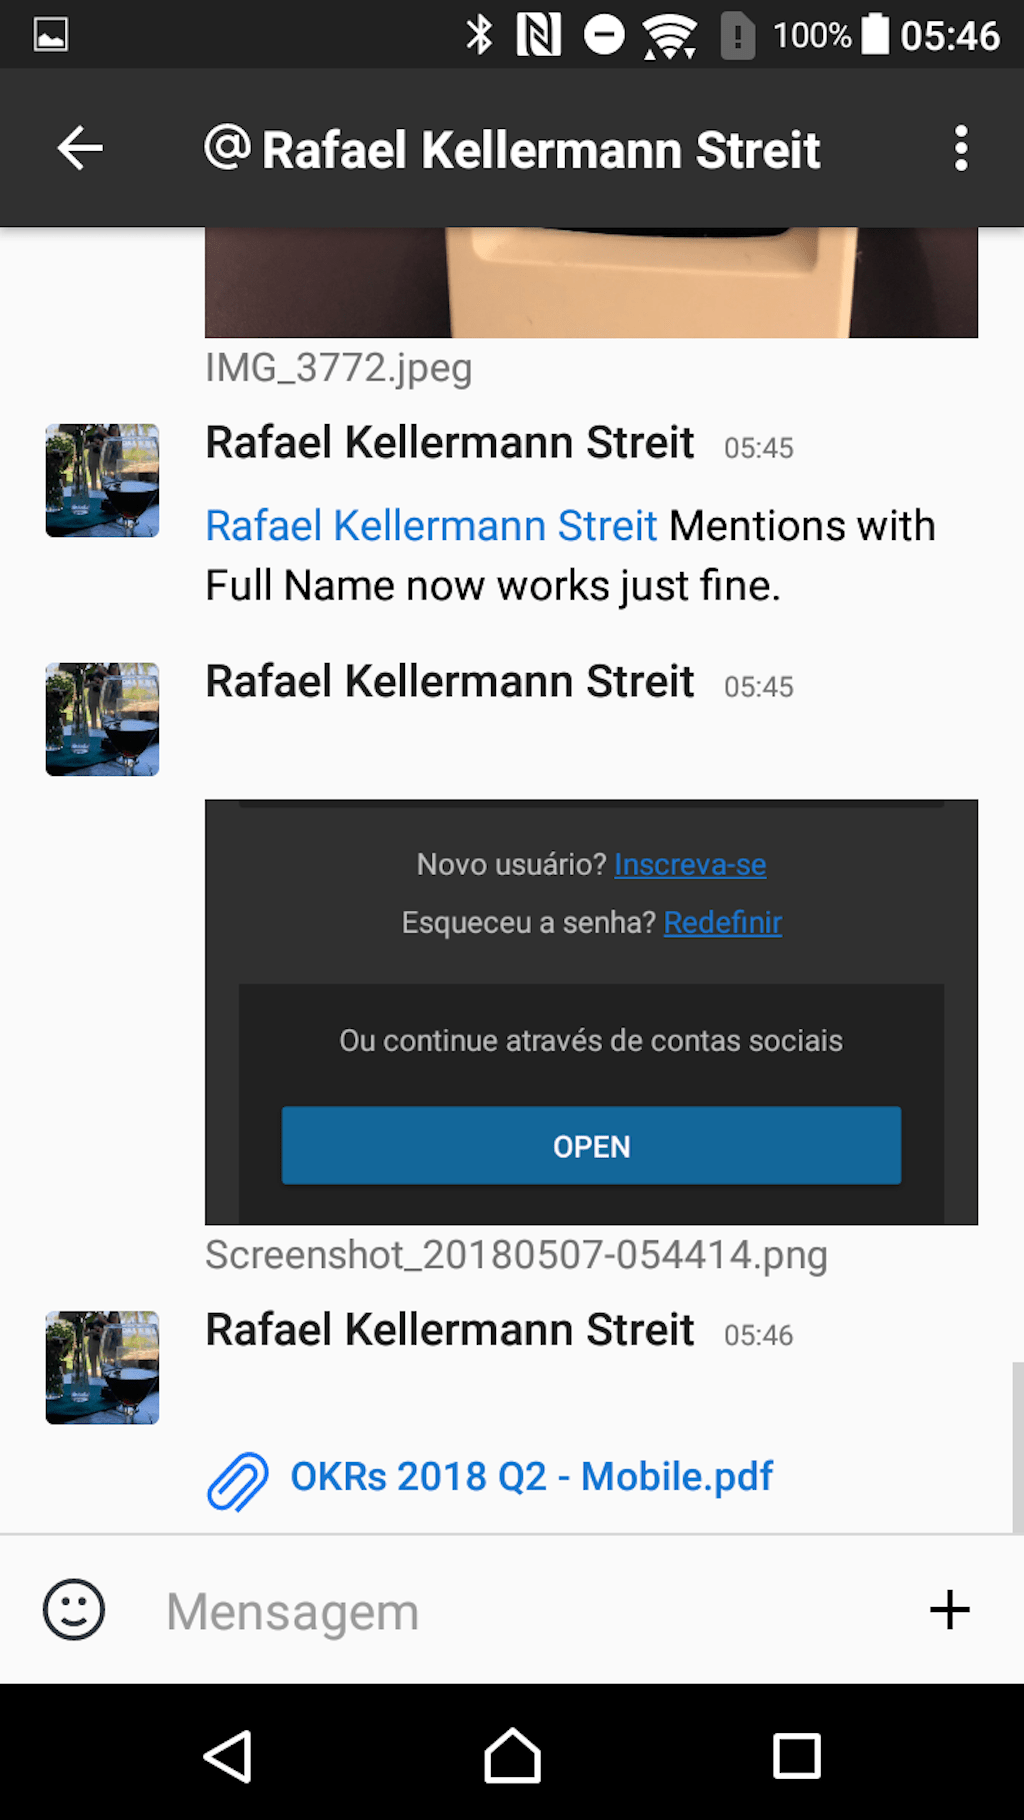 100% 05:46
@ Rafael Kellermann Streit
IMG_3772.jpeg
Rafael Kellermann Streit 05:45
Rafael Kellermann Streit Mentions with
Full Name now works just fine.
Rafael Kellermann Streit 05:45
Novo usuário? Inscreva-se
Esqueceu a senha? Redefinir
Ou continue através de contas sociais
OPEN
Screenshot_20180507-054414.png
Rafael Kellermann Streit 05:46
OKRs 2018 Q2 - Mobile.pdf
Mensagem